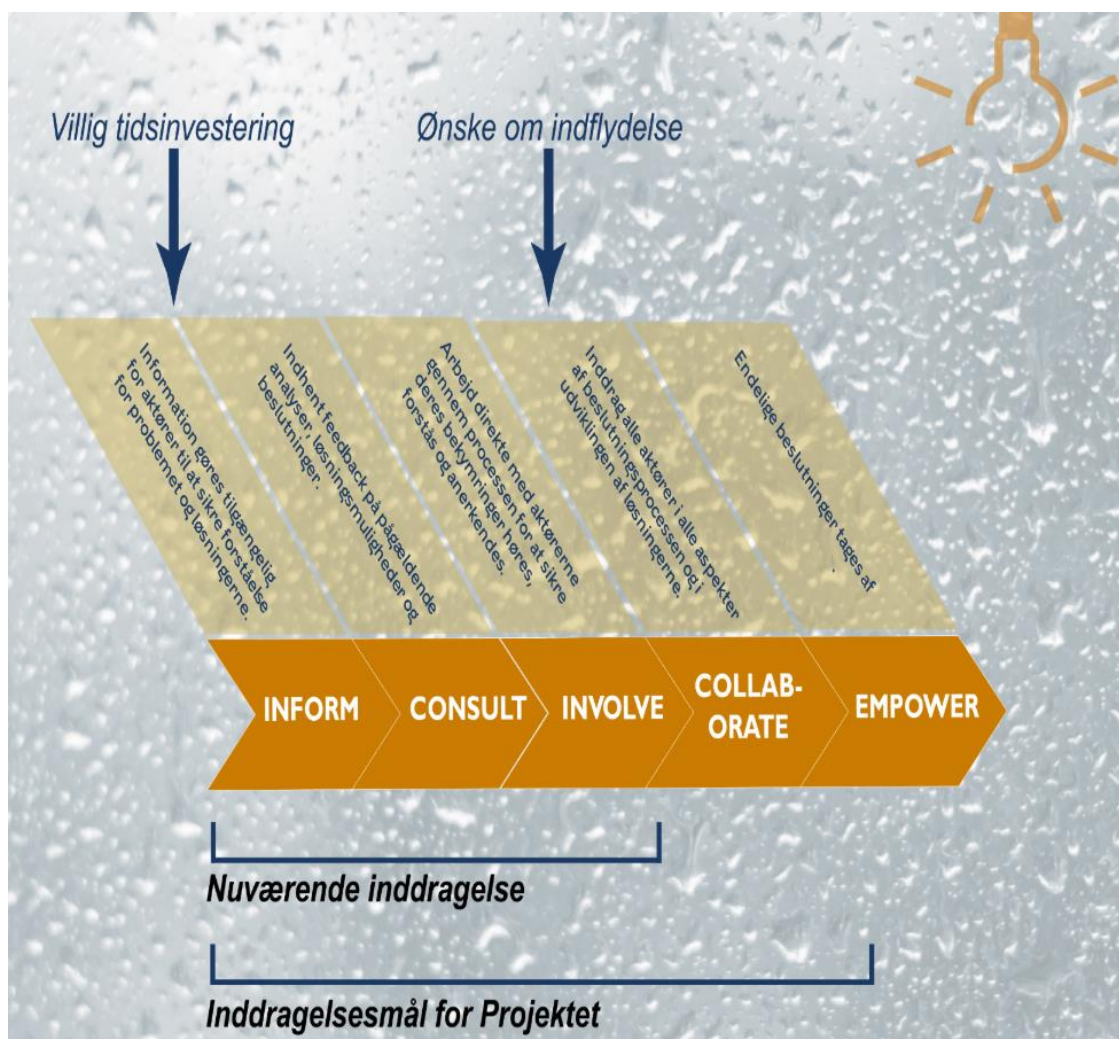 Villig tidsinvestering
Ønske om indflydelse
Information gøres tilgængelig
for aktører til at sikre forståelse
for problemet og løsningerne.
Indhent feedback på pågældende
analyser, løsningsmuligheder og
beslutninger.
Arbejd direkte med aktørerne
gennem processen for at sikre
deres bekymringer høres,
forstås og anerkendes.
Inddrag alle aktører i alle aspekter
af beslutningsprocessen og i
udviklingen af løsningerne.
Endelige beslutninger tages af
.
INFORM
CONSULT
INVOLVE
COLLAB-
ORATE
EMPOWER
Nuværende inddragelse
Inddragelsesmål for Projektet